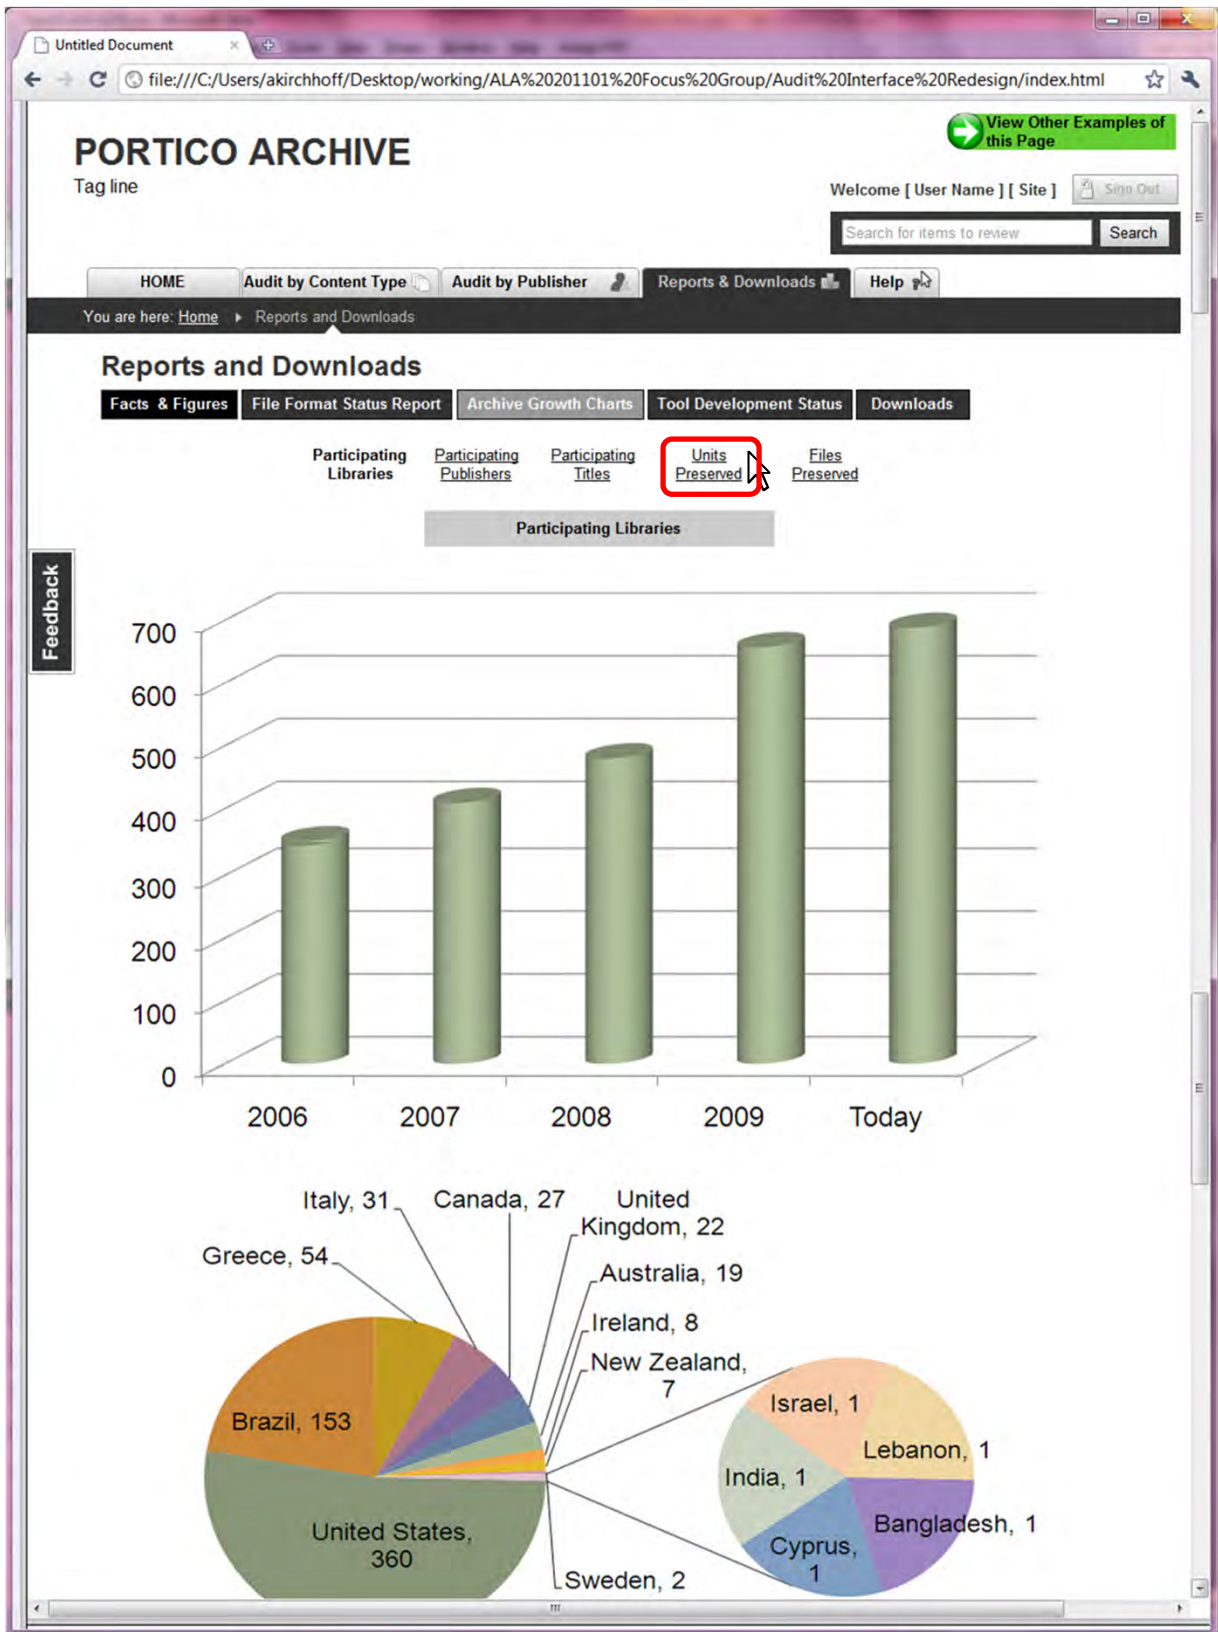 Untitled Document
file:///C:/Users/akirchhoff/Desktop/working/ALA%20201101%20Focus%20Group/Audit%20Interface%20Redesign/index.html
View Other Examples of
this Page
PORTICO ARCHIVE
Tag line
Welcome [ User Name ] [ Site ]
Sign Out
Search for items to review
Search
HOME
Audit by Content Type
Audit by Publisher
Reports & Downloads
Help
You are here: Home
Reports and Downloads
Reports and Downloads
Facts & Figures
File Format Status Report
Archive Growth Charts
Tool Development Status
Downloads
Participating
Libraries
Participating
Publishers
Participating
Titles
Units
Preserved
Files
Preserved
Participating Libraries
Feedback
700
600
500
400
300
200
100
0
2006
2007
2008
2009
Today
Italy, 31
Canada, 27
United
Kingdom, 22
Greece, 54
Australia, 19
Ireland, 8
New Zealand,
7
Brazil, 153
United States,
360
Sweden, 2
Israel, 1
Lebanon, 1
India, 1
Bangladesh, 1
Cyprus,
1